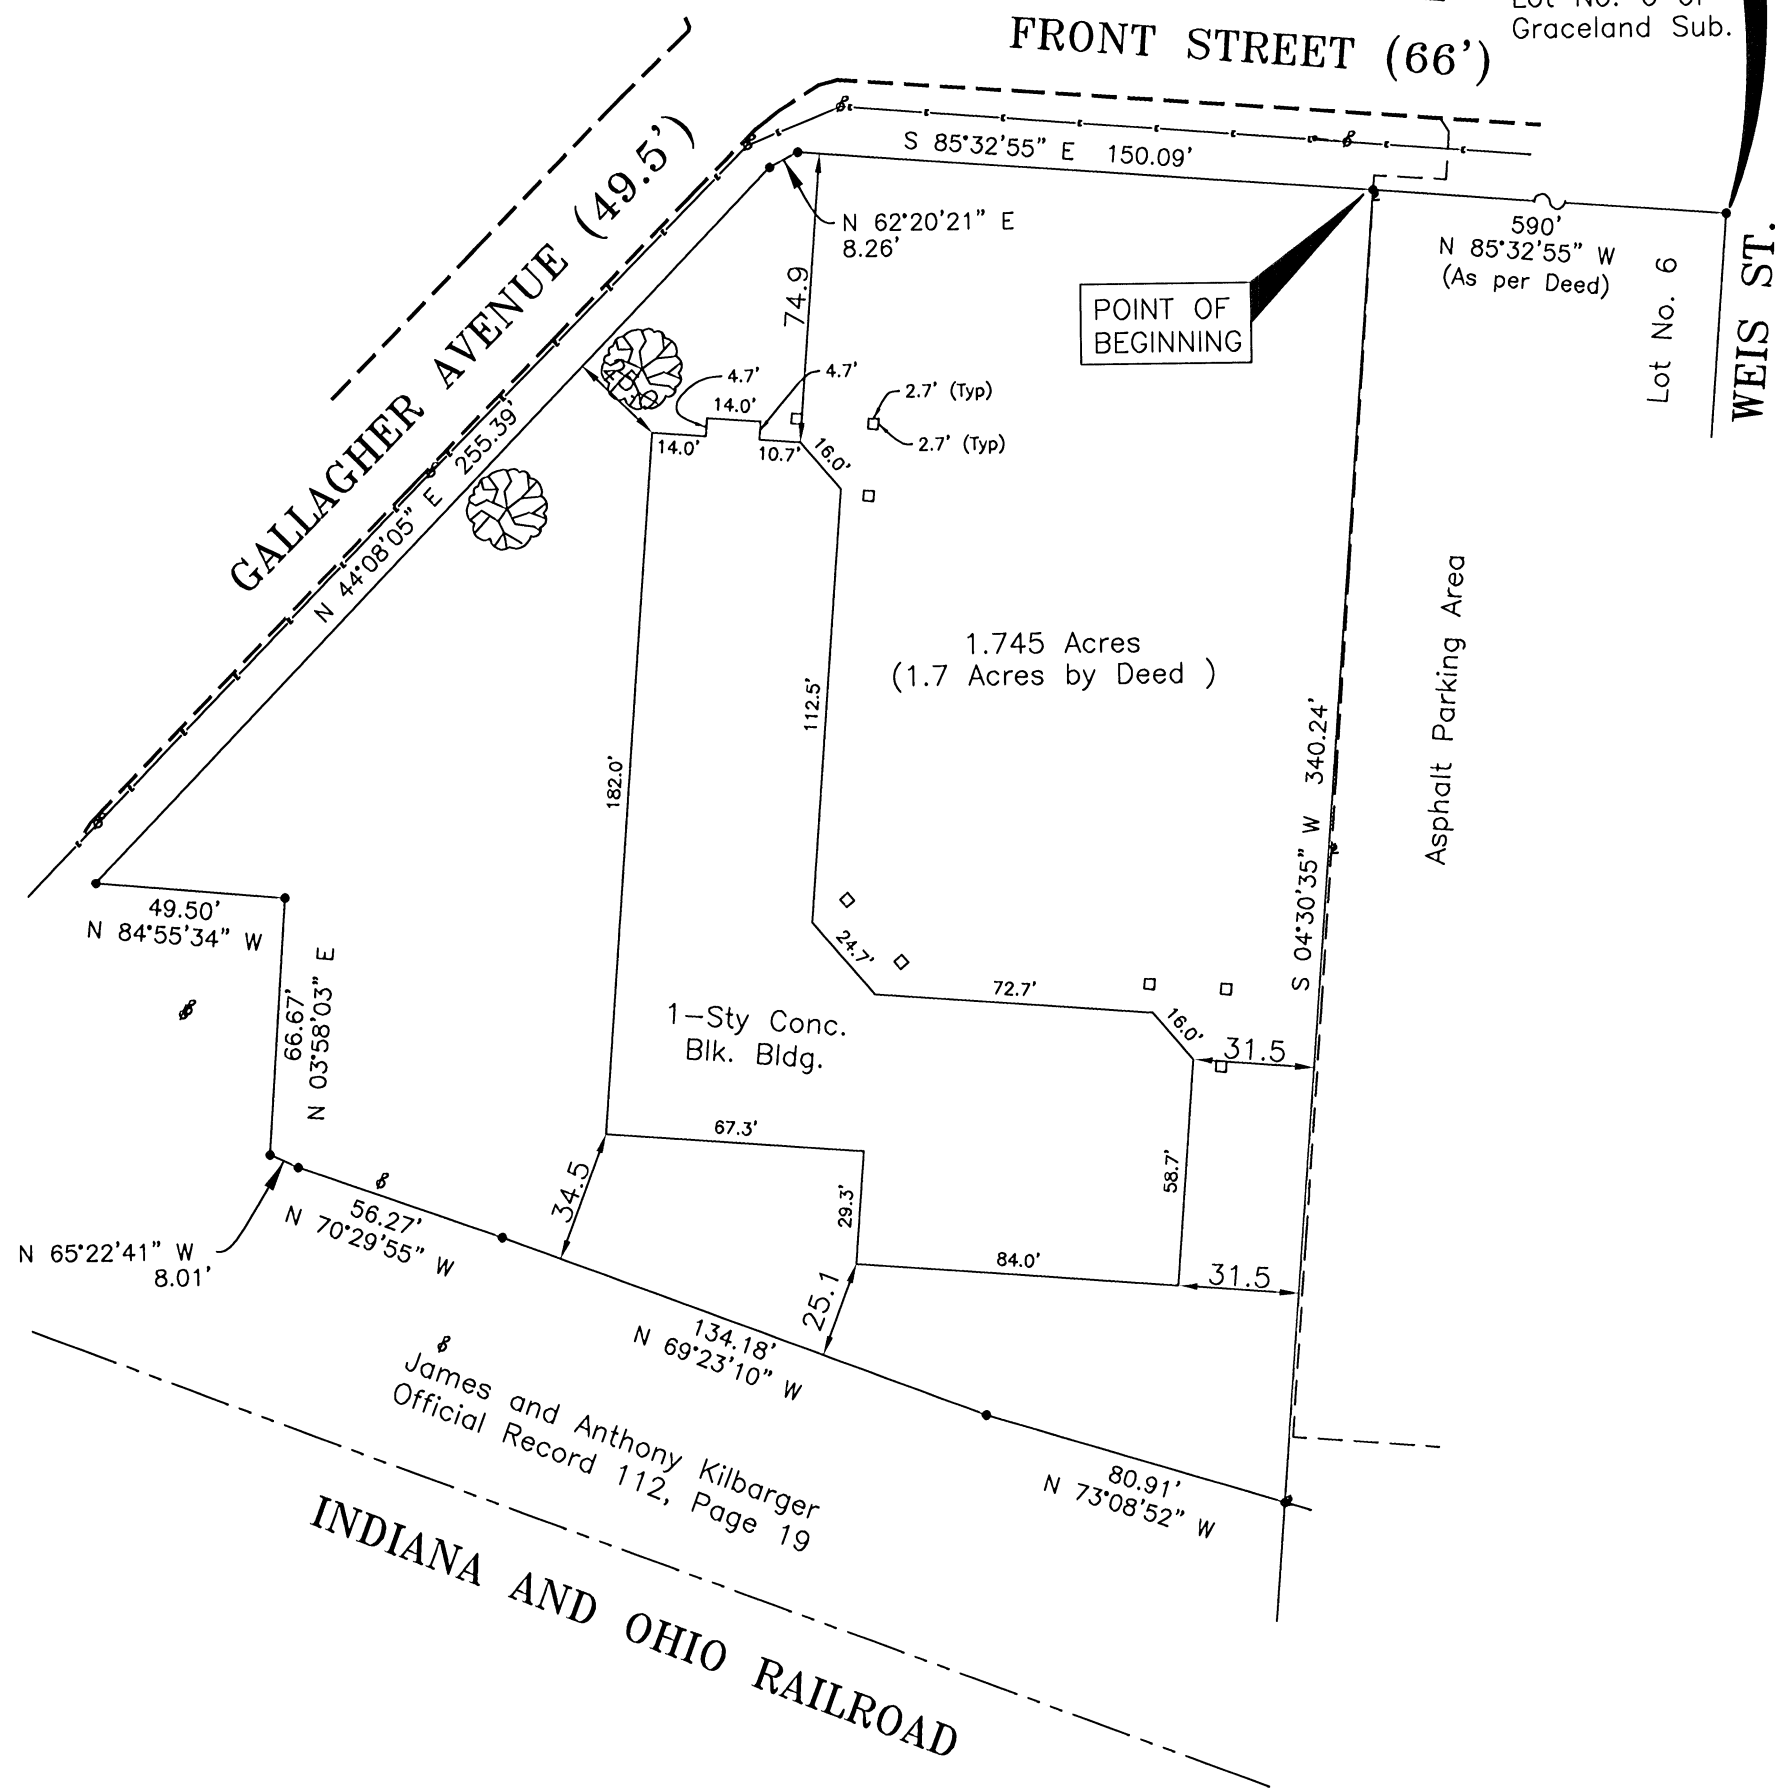 Graceland Sub.
FRONT STREET (66')
GALLAGHER AVENUE (49.5')
S 85°32'55" E 150.09'
N 62°20'21" E
8.26'
590'
N 85°32'55" W
(As per Deed)
Lot No. 6
WEIS ST.
POINT OF
BEGINNING
74.9
4.7'
4.7'
14.0'
14.0'
10.7'
16.0'
2.7' (Typ)
2.7' (Typ)
N 44°08'05" E 255.39'
1.745 Acres
(1.7 Acres by Deed )
112.5'
182.0'
S 04°30'35" W 340.24'
Asphalt Parking Area
49.50'
N 84°55'34" W
66.67'
N 03°58'03" E
24.7'
72.7'
16.0'
31.5
1-Sty Conc.
Blk. Bldg.
67.3'
58.7'
29.3'
34.5
84.0'
31.5
25.1
N 65°22'41" W
8.01'
56.27'
N 70°29'55" W
134.18'
N 69°23'10" W
80.91'
N 73°08'52" W
James and Anthony Kilbarger
Official Record 112, Page 19
INDIANA AND OHIO RAILROAD